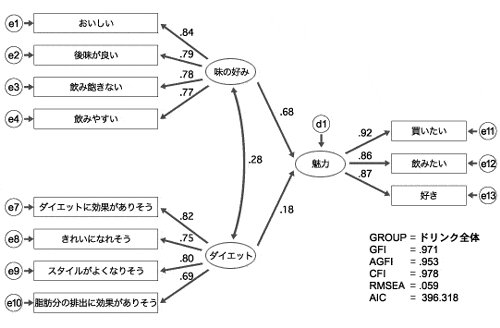 e1
おいしい
e2
後味が良い
e3
飲み飽きない
e4
飲みやすい
.84
.79
.78
.77
味の好み
.68
.28
d1
魅力
.92
.86
.87
買いたい
e11
飲みたい
e12
好き
e13
.18
e7
ダイエットに効果がありそう
e8
きれいになれそう
e9
スタイルがよくなりそう
e10
脂肪分の排出に効果がありそう
.82
.75
.80
.69
ダイエット
GROUP = ドリンク全体
GFI = .971
AGFI = .953
CFI = .978
RMSEA = .059
AIC = 396.318